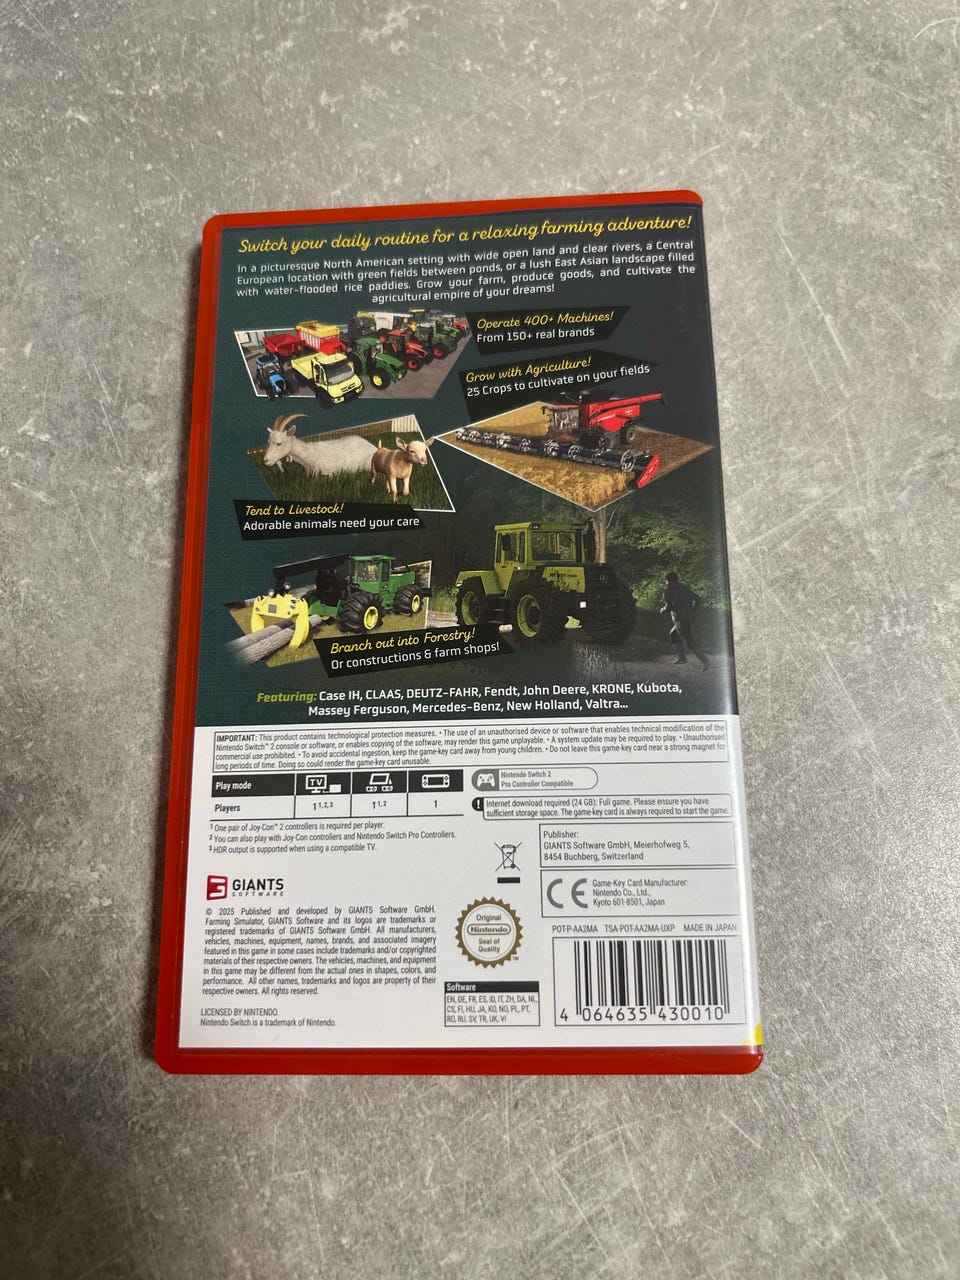 Switch your daily routine for a relaxing farming adventure!
In a picturesque North American setting with wide open land and clear rivers, a Central
European location with green fields between ponds, or a lush East Asian landscape filled
with water-flooded rice paddies. Grow your farm, produce goods, and cultivate the
agricultural empire of your dreams!
Operate 400+ Machines!
From 150+ real brands
Grow with Agriculture!
25 Crops to cultivate on your fields
Tend to Livestock!
Adorable animals need your care
Branch out into Forestry!
Or constructions & farm shops!
Featuring: Case IH, CLAAS, DEUTZ-FAHR, Fendt, John Deere, KRONE, Kubota,
Massey Ferguson, Mercedes-Benz, New Holland, Valtra...
IMPORTANT: This product contains technological protection measures. • The use of an unauthorised device or software that enables technical modification of the
Nintendo Switch™ 2 console or software, or enables copying of the software, may render this game unplayable. • A system update may be required to play. • Unauthorised
commercial use prohibited. • To avoid accidental ingestion, keep the game-key card away from young children. • Do not leave this game-key card near a strong magnet for
long periods of time. Doing so could render the game-key card unusable.
Play mode TV
Players 1 1,2,3 1 1,2 1
Nintendo Switch 2
Pro Controller Compatible
Internet download required (24 GB): Full game. Please ensure you have
sufficient storage space. The game-key card is always required to start the game.
1 One pair of Joy-Con™ 2 controllers is required per player.
2 You can also play with Joy-Con controllers and Nintendo Switch Pro Controllers.
3 HDR output is supported when using a compatible TV.
Publisher:
GIANTS Software GmbH, Meierhofweg 5,
8454 Buchberg, Switzerland
CE
Game-Key Card Manufacturer:
Nintendo Co., Ltd.,
Kyoto 601-8501, Japan
GIANTS
SOFTWARE
© 2025 Published and developed by GIANTS Software GmbH.
Farming Simulator, GIANTS Software and its logos are trademarks or
registered trademarks of GIANTS Software GmbH. All manufacturers,
vehicles, machines, equipment, names, brands, and associated imagery
featured in this game in some cases include trademarks and/or copyrighted
materials of their respective owners. The vehicles, machines, and equipment
in this game may be different from the actual ones in shapes, colors, and
performance. All other names, trademarks and logos are property of their
respective owners. All rights reserved.
LICENSED BY NINTENDO.
Nintendo Switch is a trademark of Nintendo.
Original
Nintendo
Seal of
Quality
TM
Software
EN, DE, FR, ES, ID, IT, ZH, DA, NL,
CS, FI, HU, JA, KO, NO, PL, PT,
RO, RU, SV, TR, UK, VI
POT-P-AA2MA TSA-POT-AA2MA-UXP MADE IN JAPAN
4 064635 430010